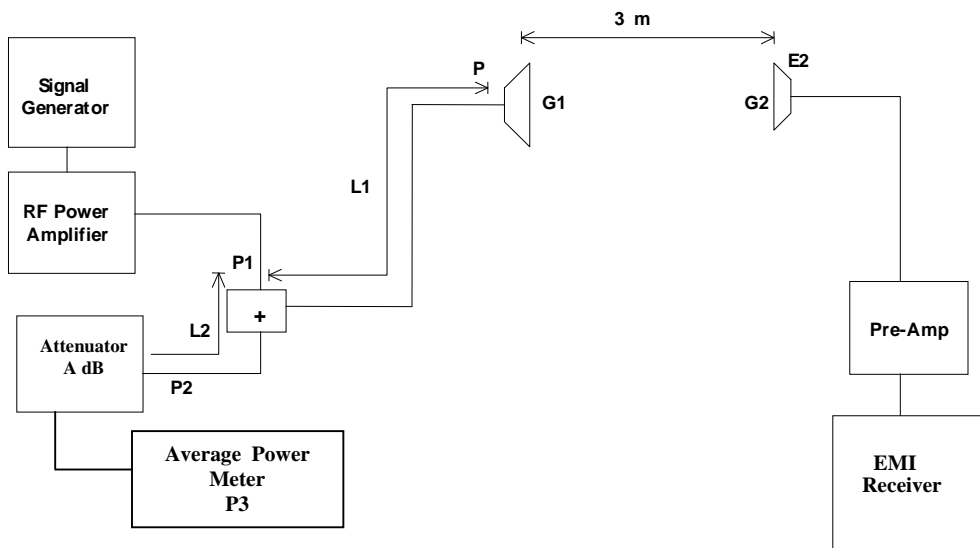 3 m
P
E2
Signal
Generator
G1
G2
L1
RF Power
Amplifier
P1
+
L2
Pre-Amp
Attenuator
A dB
P2
Average Power
Meter
P3
EMI
Receiver